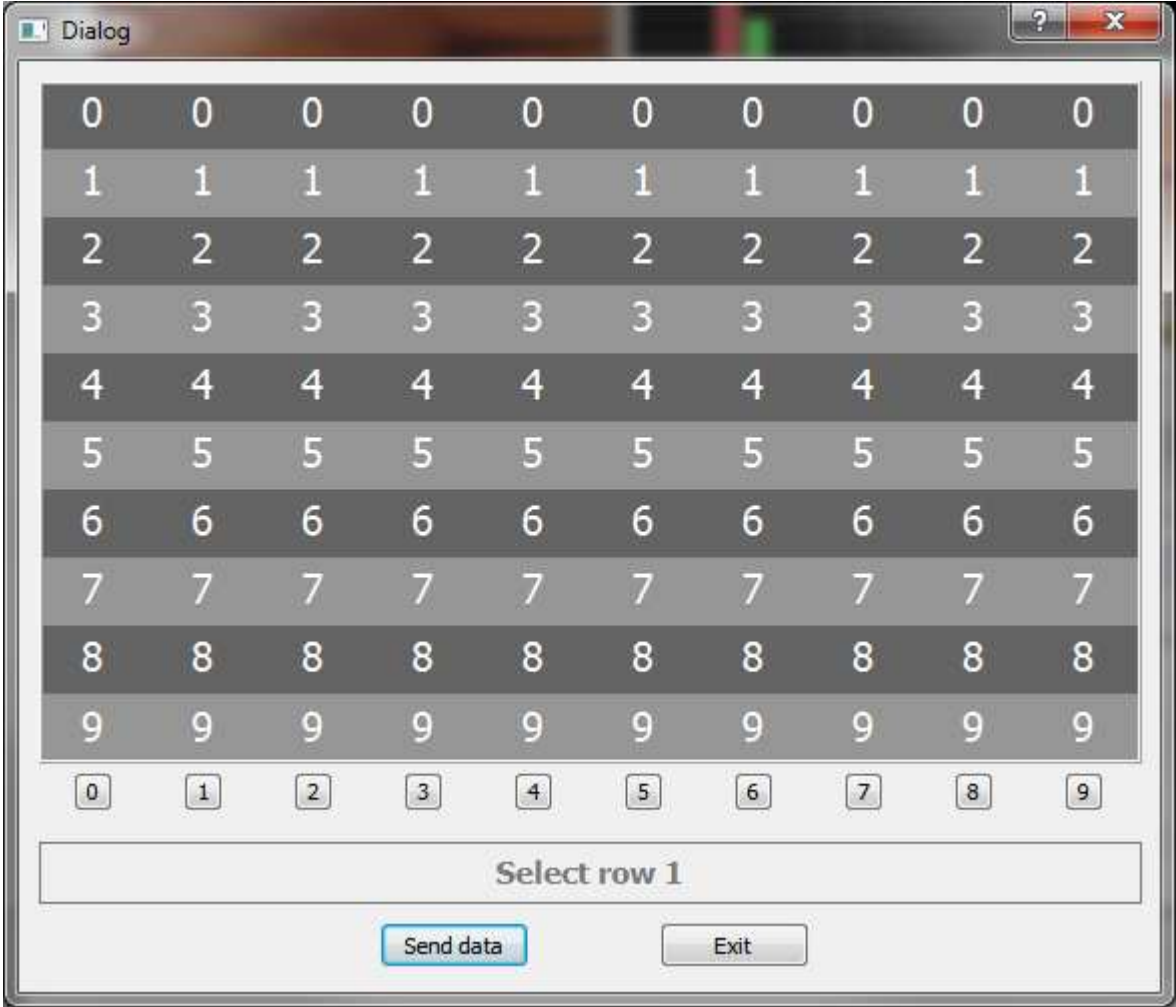 Dialog
0 0 0 0 0 0 0 0 0 0
1 1 1 1 1 1 1 1 1 1
2 2 2 2 2 2 2 2 2 2
3 3 3 3 3 3 3 3 3 3
4 4 4 4 4 4 4 4 4 4
5 5 5 5 5 5 5 5 5 5
6 6 6 6 6 6 6 6 6 6
7 7 7 7 7 7 7 7 7 7
8 8 8 8 8 8 8 8 8 8
9 9 9 9 9 9 9 9 9 9
0 1 2 3 4 5 6 7 8 9
Select row 1
Send data Exit